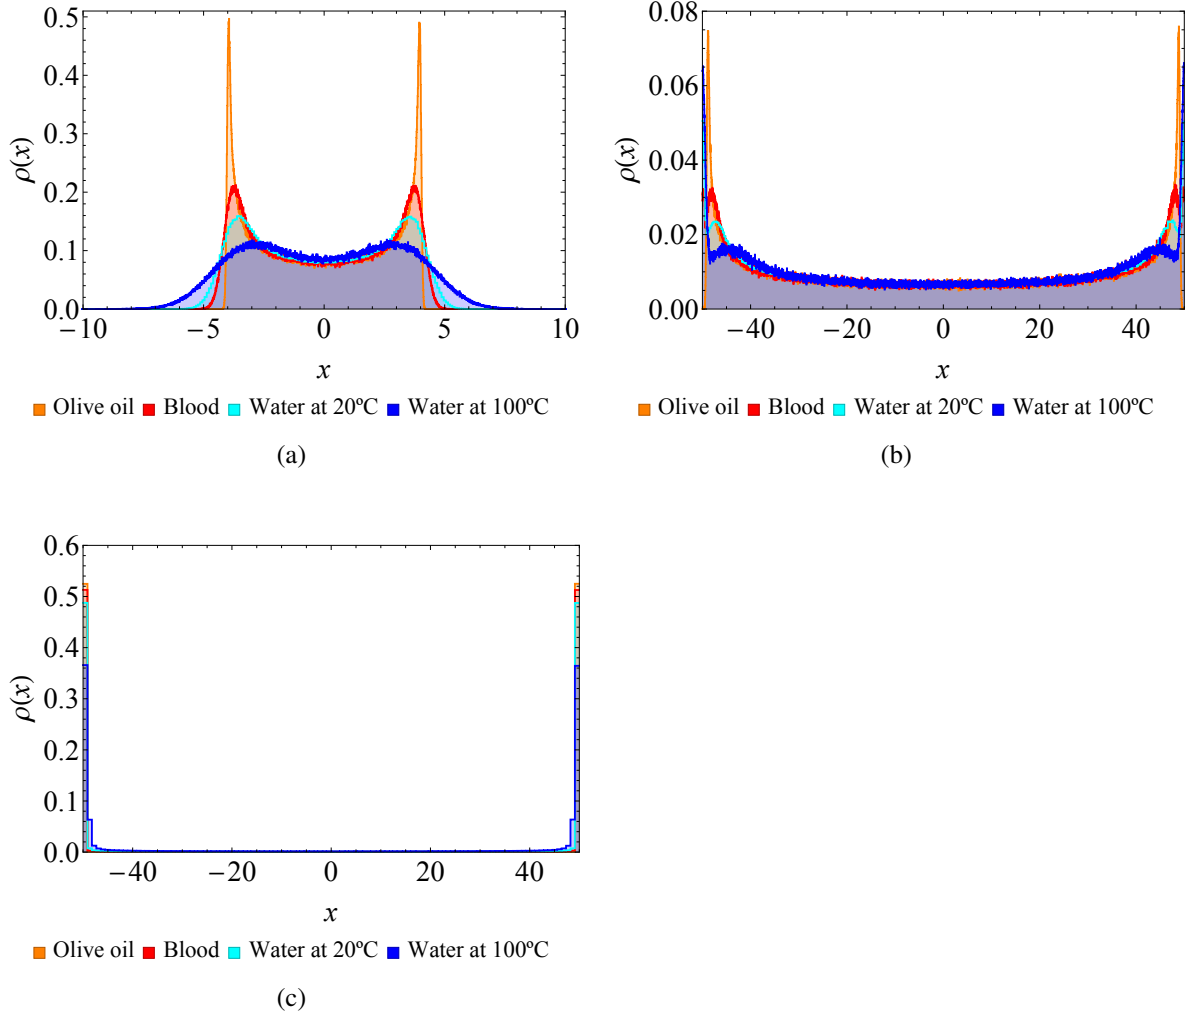 0.5
0.4
0.3
0.2
0.1
0.0
ρ(x)
−10 −5 0 5 10
x
Olive oil Blood Water at 20ºC Water at 100ºC
(a)
0.08
0.06
0.04
0.02
0.00
ρ(x)
−40 −20 0 20 40
x
Olive oil Blood Water at 20ºC Water at 100ºC
(b)
0.6
0.5
0.4
0.3
0.2
0.1
0.0
ρ(x)
−40 −20 0 20 40
x
Olive oil Blood Water at 20ºC Water at 100ºC
(c)